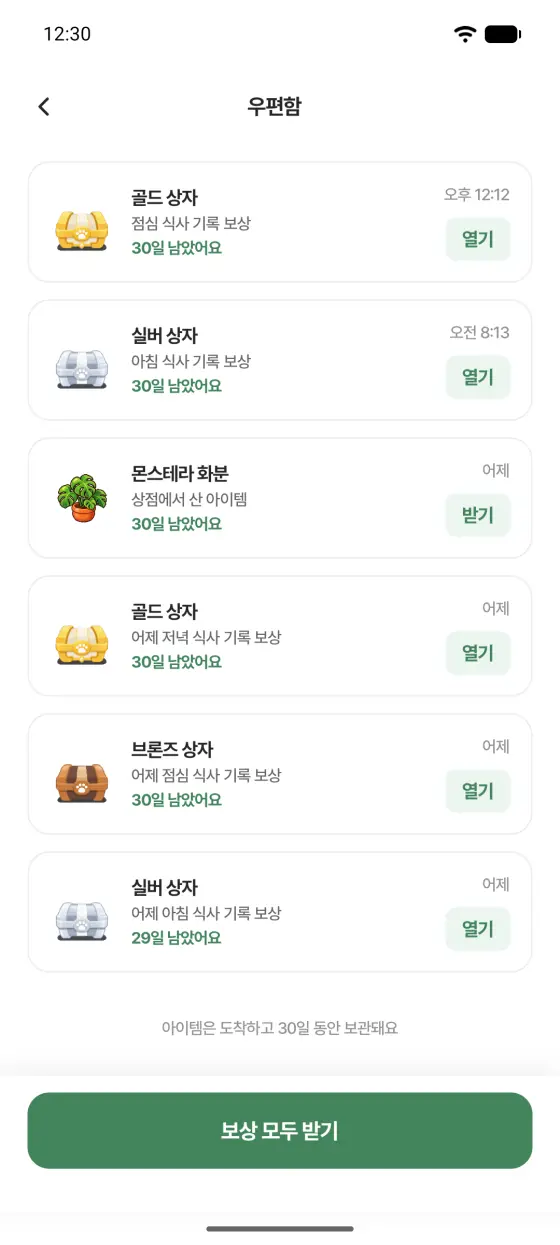 12:30
우편함
골드 상자
오후 12:12
점심 식사 기록 보상
30일 남았어요
열기
실버 상자
오전 8:13
아침 식사 기록 보상
30일 남았어요
열기
몬스테라 화분
어제
상점에서 산 아이템
30일 남았어요
받기
골드 상자
어제
어제 저녁 식사 기록 보상
30일 남았어요
열기
브론즈 상자
어제
어제 점심 식사 기록 보상
30일 남았어요
열기
실버 상자
어제
어제 아침 식사 기록 보상
29일 남았어요
열기
아이템은 도착하고 30일 동안 보관돼요
보상 모두 받기